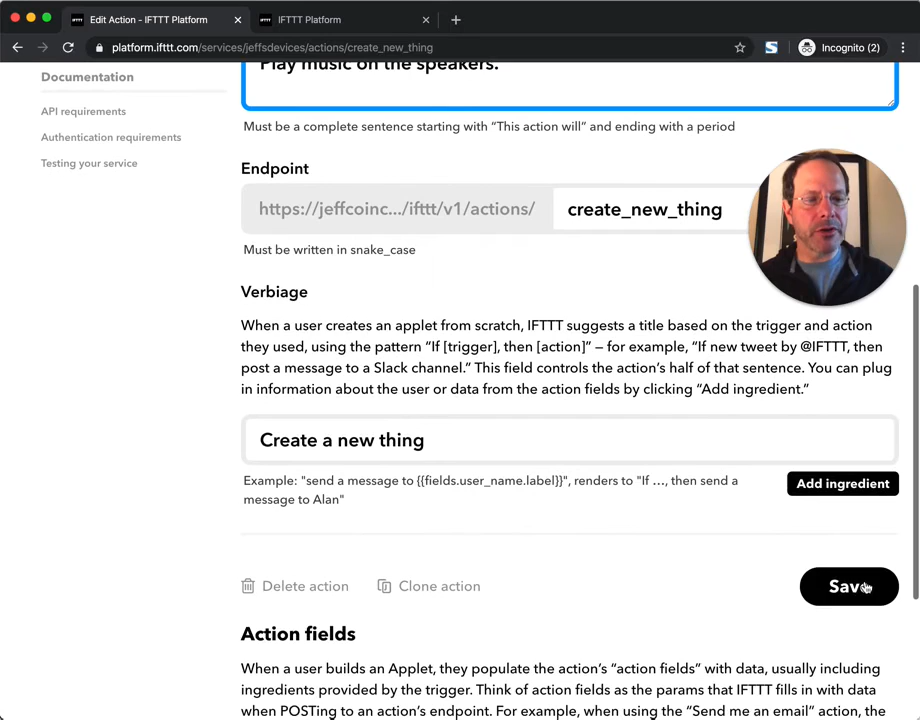 IFTTT Edit Action - IFTTT Platform
IFTTT IFTTT Platform
platform.ifttt.com/services/jeffsdevices/actions/create_new_thing
S
Incognito (2)
Documentation
API requirements
Authentication requirements
Testing your service
Play music on the speakers.
Must be a complete sentence starting with “This action will” and ending with a period
Endpoint
https://jeffcoinc.../ifttt/v1/actions/ create_new_thing
Must be written in snake_case
Verbiage
When a user creates an applet from scratch, IFTTT suggests a title based on the trigger and action
they used, using the pattern “If [trigger], then [action]” — for example, “If new tweet by @IFTTT, then
post a message to a Slack channel.” This field controls the action’s half of that sentence. You can plug
in information about the user or data from the action fields by clicking “Add ingredient.”
Create a new thing
Example: "send a message to {{fields.user_name.label}}", renders to "If …, then send a
message to Alan"
Add ingredient
Delete action
Clone action
Save
Action fields
When a user builds an Applet, they populate the action’s “action fields” with data, usually including
ingredients provided by the trigger. Think of action fields as the params that IFTTT fills in with data
when POSTing to an action’s endpoint. For example, when using the “Send me an email” action, the